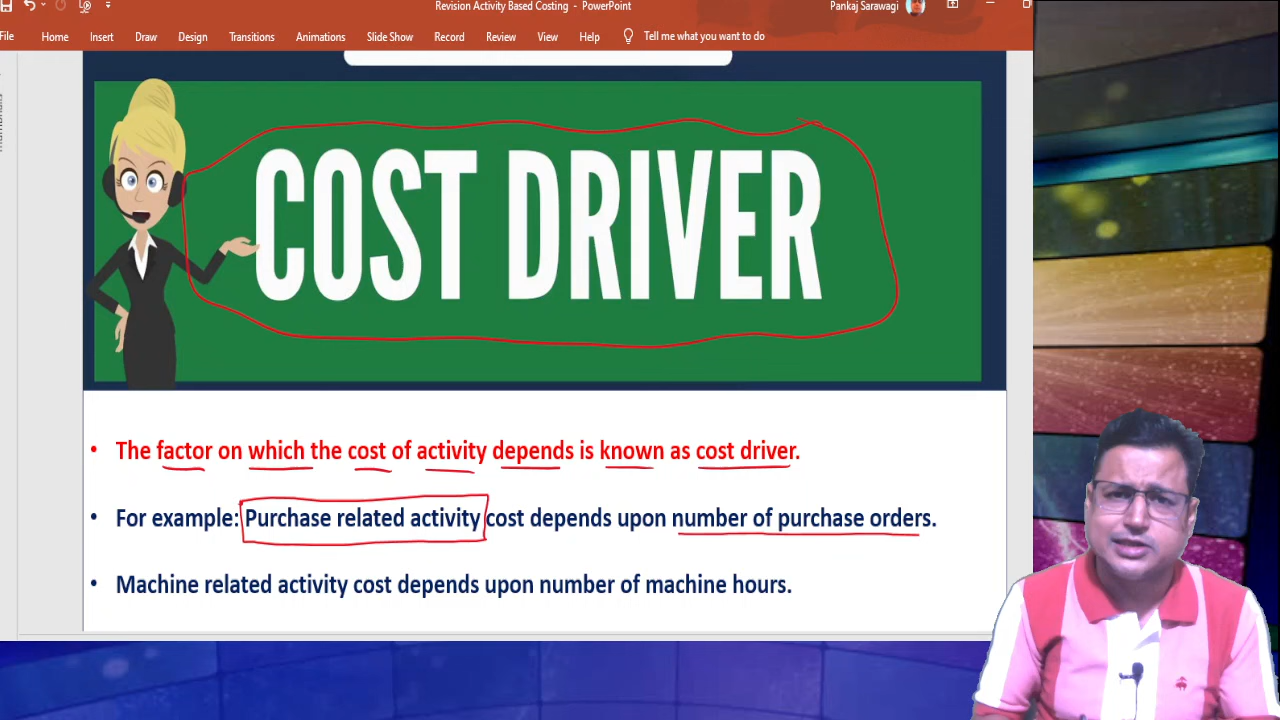 Revision Activity Based Costing - PowerPoint
Pankaj Sarawagi
File Home Insert Draw Design Transitions Animations Slide Show Record Review View Help Tell me what you want to do
COST DRIVER
• The factor on which the cost of activity depends is known as cost driver.
• For example: Purchase related activity cost depends upon number of purchase orders.
• Machine related activity cost depends upon number of machine hours.